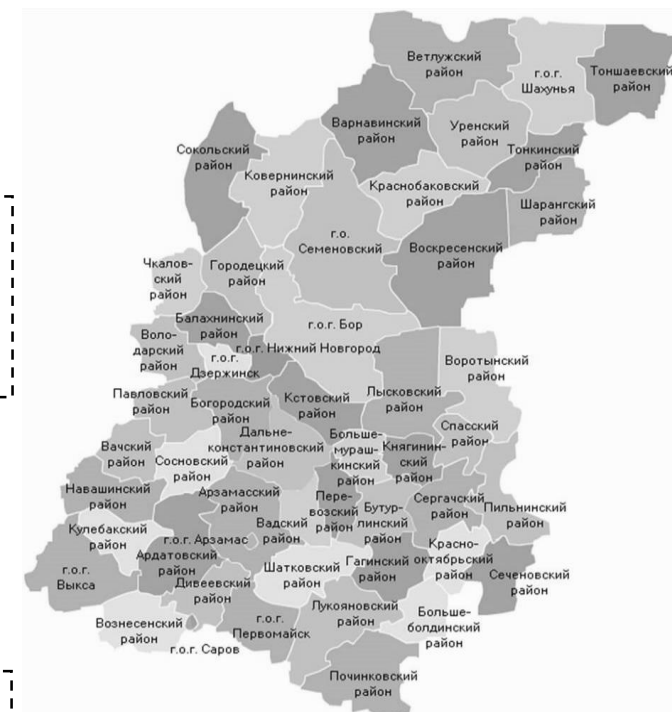 Ветлужский
район
г.о.г.
Шахунья
Тоншаевский
район
Варнавинский
район
Уренский
район
Тонкинский
район
Сокольский
район
Ковернинский
район
Краснобаковский
район
Шарангский
район
г.о.
Семеновский
Воскресенский
район
Чкалов-
ский
район
Городецкий
район
Балахнинский
район
г.о.г. Бор
Воло-
дарский
район
г.о.г. Нижний Новгород
г.о.г.
Дзержинск
Воротынский
район
Лысковский
район
Павловский
район
Богородский
район
Кстовский
район
Спасский
район
Дальне-
константиновский
район
Больше-
мураш-
кинский
район
Княгинин-
ский
район
Вачский
район
Сосновский
район
Навашинский
район
Арзамасский
район
Пере-
возский
район
Сергачский
район
Пильнинский
район
Вадский
район
Бутур-
линский
район
Кулебакский
район
г.о.г. Арзамас
Красно-
октябрьский
район
Ардатовский
район
Шатковский
район
Гагинский
район
Сеченовский
район
г.о.г.
Выкса
Дивеевский
район
Лукояновский
район
Больше-
болдинский
район
Вознесенский
район
г.о.г.
Первомайск
г.о.г. Саров
Починковский
район